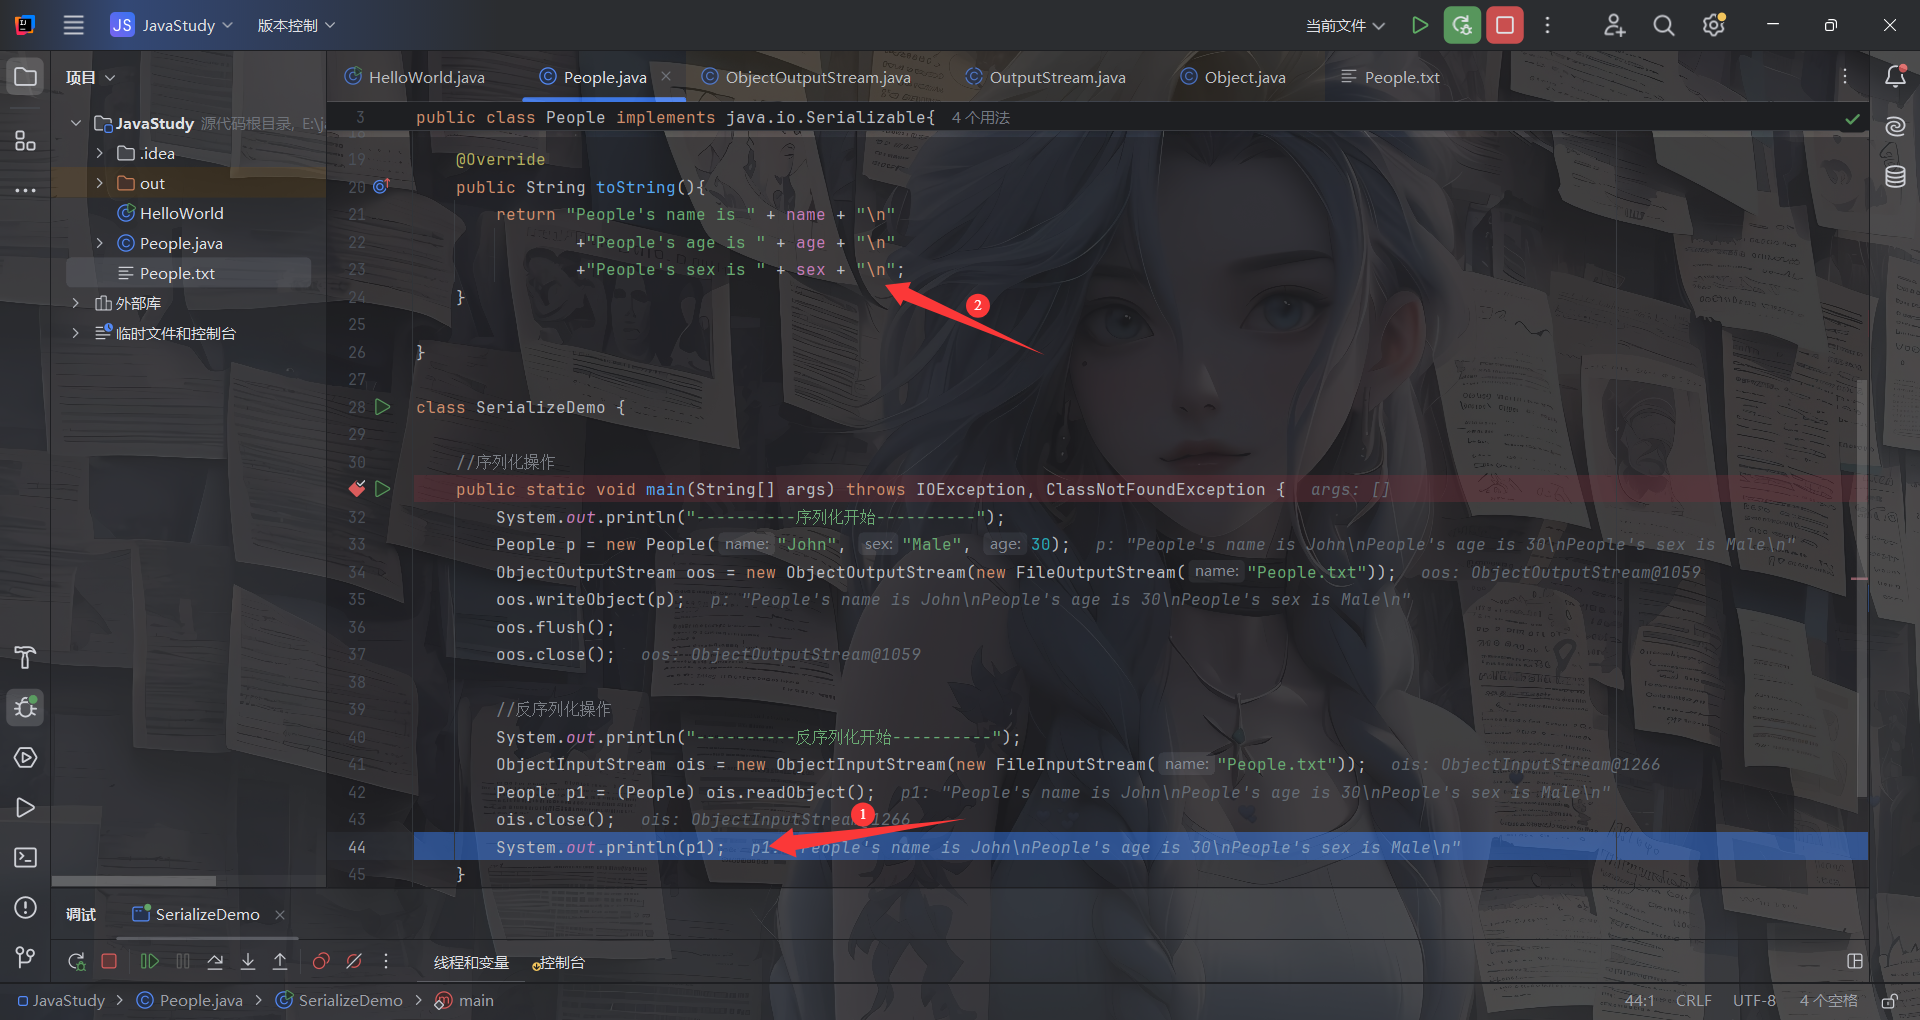 JS JavaStudy 版本控制 当前文件
项目
HelloWorld.java People.java ObjectOutputStream.java OutputStream.java Object.java People.txt
JavaStudy 源代码根目录, E:\j
.idea
out
HelloWorld
People.java
People.txt
外部库
临时文件和控制台
3 public class People implements java.io.Serializable{ 4 个用法
18
19 @Override
20 public String toString(){
21 return "People's name is " + name + "\n"
22 +"People's age is " + age + "\n"
23 +"People's sex is " + sex + "\n";
2
24 }
25
26 }
27
28 class SerializeDemo {
29
30 //序列化操作
public static void main(String[] args) throws IOException, ClassNotFoundException { args: []
32 System.out.println("----------序列化开始----------");
33 People p = new People( name: "John", sex: "Male", age: 30); p: "People's name is John\nPeople's age is 30\nPeople's sex is Male\n"
34 ObjectOutputStream oos = new ObjectOutputStream(new FileOutputStream( name: "People.txt")); oos: ObjectOutputStream@1059
35 oos.writeObject(p); p: "People's name is John\nPeople's age is 30\nPeople's sex is Male\n"
36 oos.flush();
37 oos.close(); oos: ObjectOutputStream@1059
38
39 //反序列化操作
40 System.out.println("----------反序列化开始----------");
41 ObjectInputStream ois = new ObjectInputStream(new FileInputStream( name: "People.txt")); ois: ObjectInputStream@1266
42 People p1 = (People) ois.readObject(); p1: "People's name is John\nPeople's age is 30\nPeople's sex is Male\n"
43 ois.close(); ois: ObjectInputStream@1266
1
44 System.out.println(p1); p1: "People's name is John\nPeople's age is 30\nPeople's sex is Male\n"
45 }
调试 SerializeDemo
线程和变量 控制台
JavaStudy > People.java > SerializeDemo > main 44:1 CRLF UTF-8 4 个空格